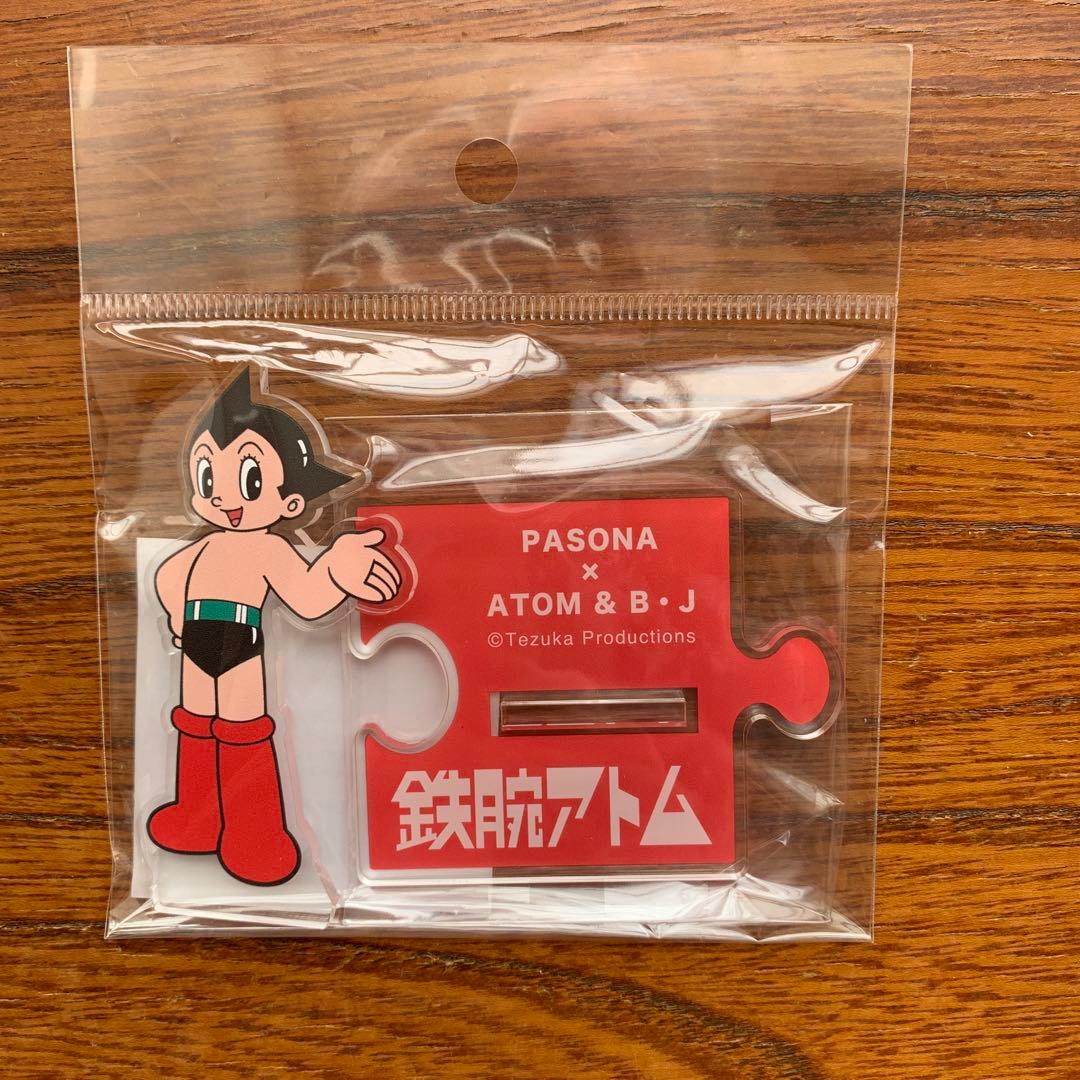 PASONA
×
ATOM & B・J
©Tezuka Productions
鉄腕アトム